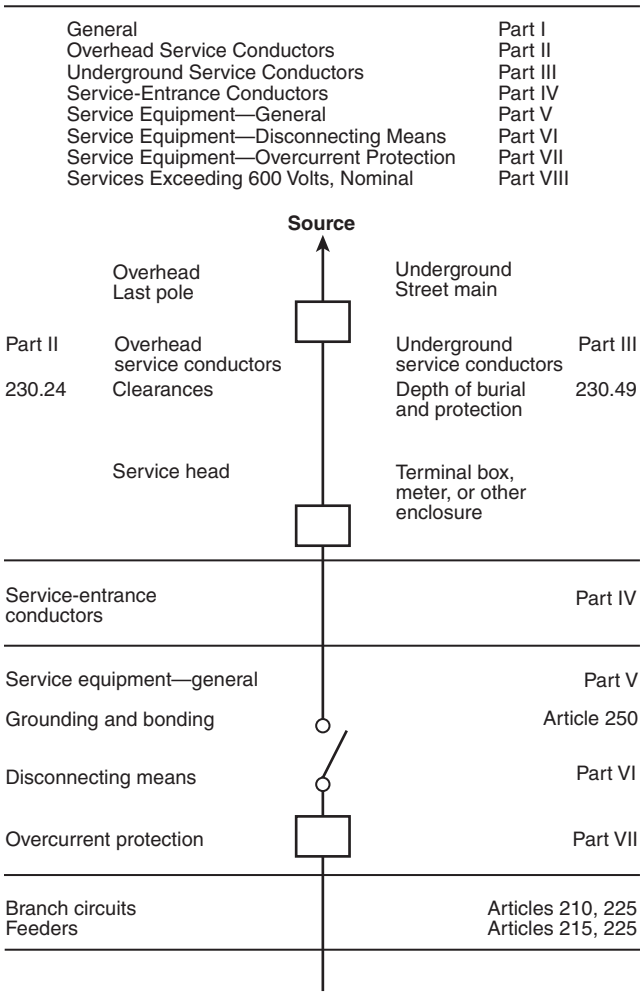 General Part I
Overhead Service Conductors Part II
Underground Service Conductors Part III
Service-Entrance Conductors Part IV
Service Equipment—General Part V
Service Equipment—Disconnecting Means Part VI
Service Equipment—Overcurrent Protection Part VII
Services Exceeding 600 Volts, Nominal Part VIII
Source
Overhead
Last pole
Underground
Street main
Part II
Overhead
service conductors
Underground
service conductors
Part III
230.24
Clearances
Depth of burial
and protection
230.49
Service head
Terminal box,
meter, or other
enclosure
Service-entrance
conductors
Part IV
Service equipment—general Part V
Grounding and bonding Article 250
Disconnecting means Part VI
Overcurrent protection Part VII
Branch circuits Articles 210, 225
Feeders Articles 215, 225